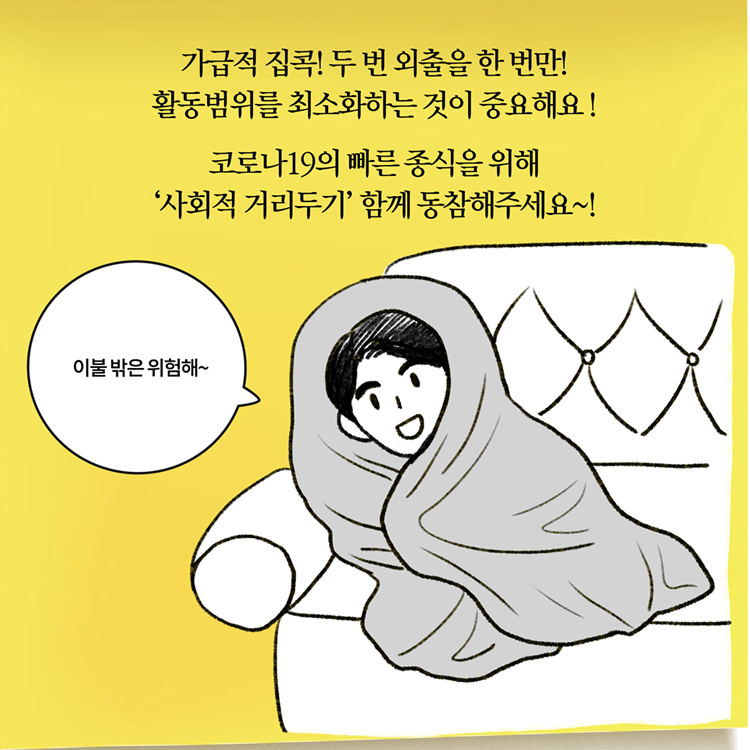 가급적 집콕! 두 번 외출을 한 번만!
활동범위를 최소화하는 것이 중요해요!
코로나19의 빠른 종식을 위해
‘사회적 거리두기’ 함께 동참해주세요~!
이불 밖은 위험해~